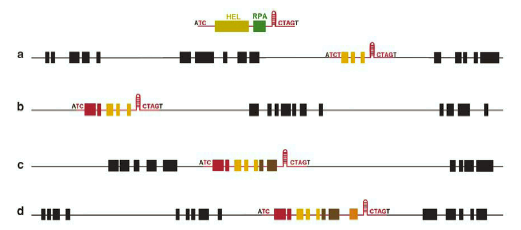 HEL RPA
ATC CTAGT
a ATCT CTAGT
b ATC CTAGT
c ATC CTAGT
d ATC CTAGT